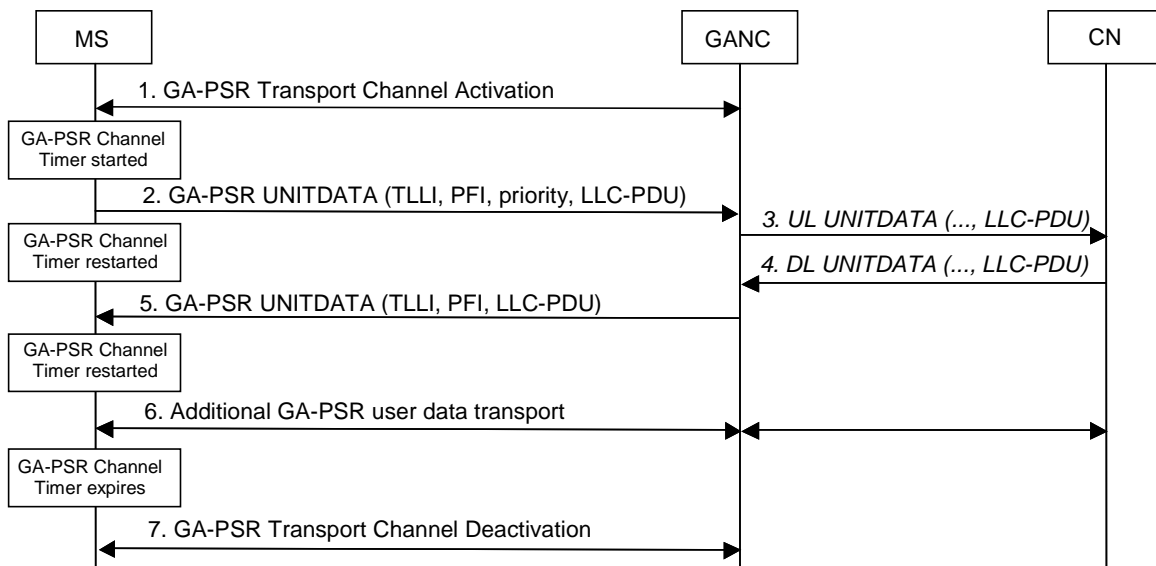 MS
GANC
CN
1. GA-PSR Transport Channel Activation
GA-PSR Channel
Timer started
2. GA-PSR UNITDATA (TLLI, PFI, priority, LLC-PDU)
3. UL UNITDATA (..., LLC-PDU)
GA-PSR Channel
Timer restarted
4. DL UNITDATA (..., LLC-PDU)
5. GA-PSR UNITDATA (TLLI, PFI, LLC-PDU)
GA-PSR Channel
Timer restarted
6. Additional GA-PSR user data transport
GA-PSR Channel
Timer expires
7. GA-PSR Transport Channel Deactivation